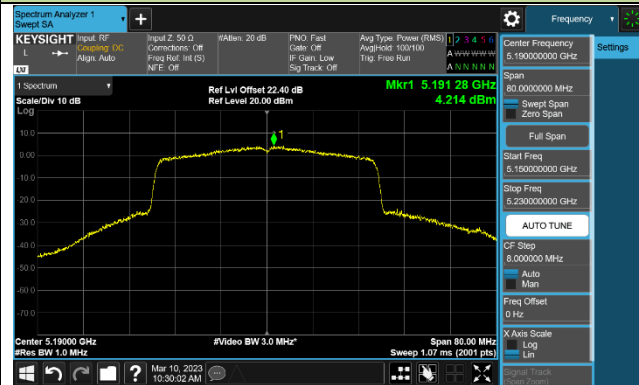 Spectrum Analyzer 1
Swept SA
Frequency
KEYSIGHT
L
LXI
Input: RF
Coupling: DC
Align: Auto
Input Z: 50 Ω
Corrections: Off
Freq Ref: Int (S)
NFE: Off
#Atten: 20 dB
PNO: Fast
Gate: Off
IF Gain: Low
Sig Track: Off
Avg Type: Power (RMS)
Avg|Hold: 100/100
Trig: Free Run
1 2 3 4 5 6
A W W W W W
A N N N N N
1 Spectrum
Scale/Div 10 dB
Log
Ref Lvl Offset 22.40 dB
Ref Level 20.00 dBm
Mkr1 5.191 28 GHz
4.214 dBm
1
10.0
0.00
-10.0
-20.0
-30.0
-40.0
-50.0
-60.0
-70.0
Center 5.19000 GHz
#Res BW 1.0 MHz
#Video BW 3.0 MHz*
Span 80.00 MHz
Sweep 1.07 ms (2001 pts)
Mar 10, 2023
10:30:02 AM
?
Center Frequency
5.190000000 GHz
Span
80.0000000 MHz
Swept Span
Zero Span
Full Span
Start Freq
5.150000000 GHz
Stop Freq
5.230000000 GHz
AUTO TUNE
CF Step
8.000000 MHz
Auto
Man
Freq Offset
0 Hz
X Axis Scale
Log
Lin
Signal Track
(Span Zoom)
Settings